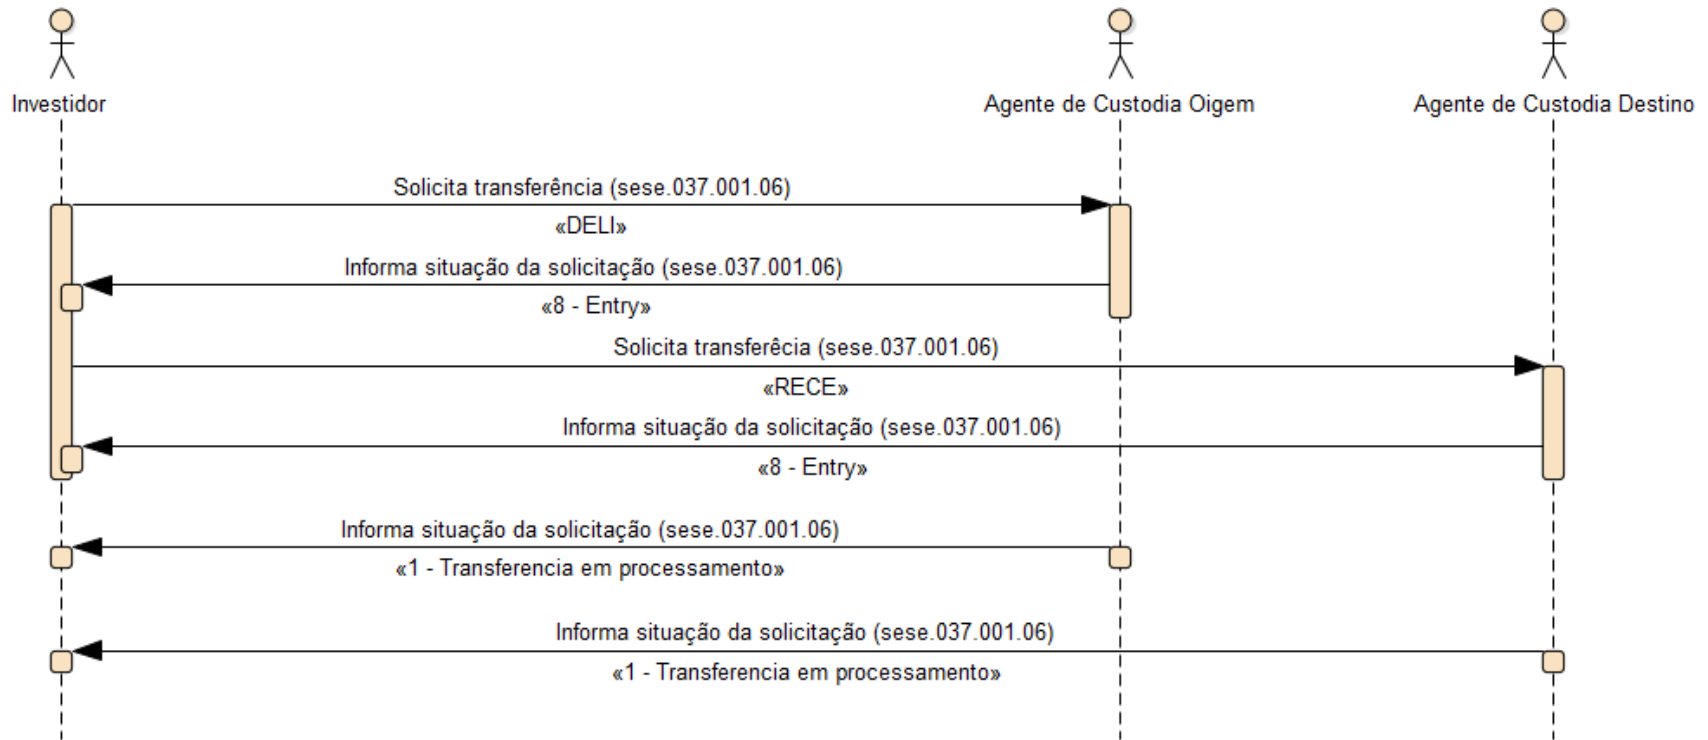 Investidor
Agente de Custodia Oigem
Agente de Custodia Destino
Solicita transferência (sese.037.001.06)
«DELI»
Informa situação da solicitação (sese.037.001.06)
«8 - Entry»
Solicita transferêcia (sese.037.001.06)
«RECE»
Informa situação da solicitação (sese.037.001.06)
«8 - Entry»
Informa situação da solicitação (sese.037.001.06)
«1 - Transferencia em processamento»
Informa situação da solicitação (sese.037.001.06)
«1 - Transferencia em processamento»